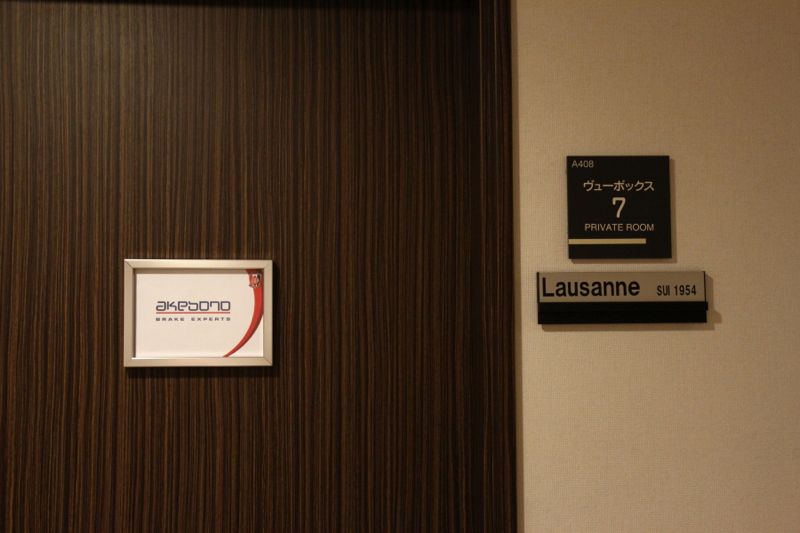 akebono
BRAKE EXPERTS
A408
ヴューボックス
7
PRIVATE ROOM
Lausanne SUI 1954